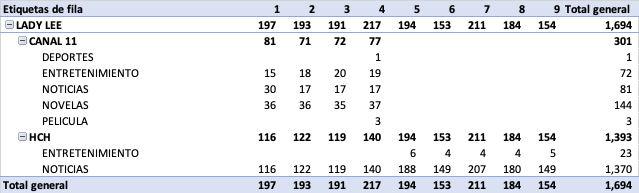 Etiquetas de fila 1 2 3 4 5 6 7 8 9 Total general
LADY LEE 197 193 191 217 194 153 211 184 154 1,694
CANAL 11 81 71 72 77 301
DEPORTES 1 1
ENTRETENIMIENTO 15 18 20 19 72
NOTICIAS 30 17 17 17 81
NOVELAS 36 36 35 37 144
PELICULA 3 3
HCH 116 122 119 140 194 153 211 184 154 1,393
ENTRETENIMIENTO 6 4 4 4 5 23
NOTICIAS 116 122 119 140 188 149 207 180 149 1,370
Total general 197 193 191 217 194 153 211 184 154 1,694